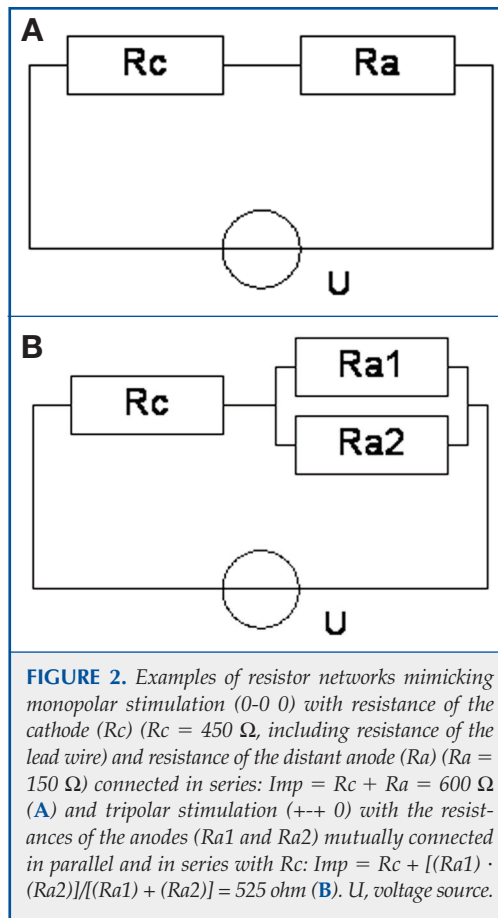 A
Rc
Ra
U
B
Rc
Ra1
Ra2
U
FIGURE 2. Examples of resistor networks mimicking
monopolar stimulation (0-0 0) with resistance of the
cathode (Rc) (Rc = 450 Ω, including resistance of the
lead wire) and resistance of the distant anode (Ra) (Ra =
150 Ω) connected in series: Imp = Rc + Ra = 600 Ω
(A) and tripolar stimulation (+-+ 0) with the resist-
ances of the anodes (Ra1 and Ra2) mutually connected
in parallel and in series with Rc: Imp = Rc + [(Ra1) ·
(Ra2)]/[(Ra1) + (Ra2)] = 525 ohm (B). U, voltage source.